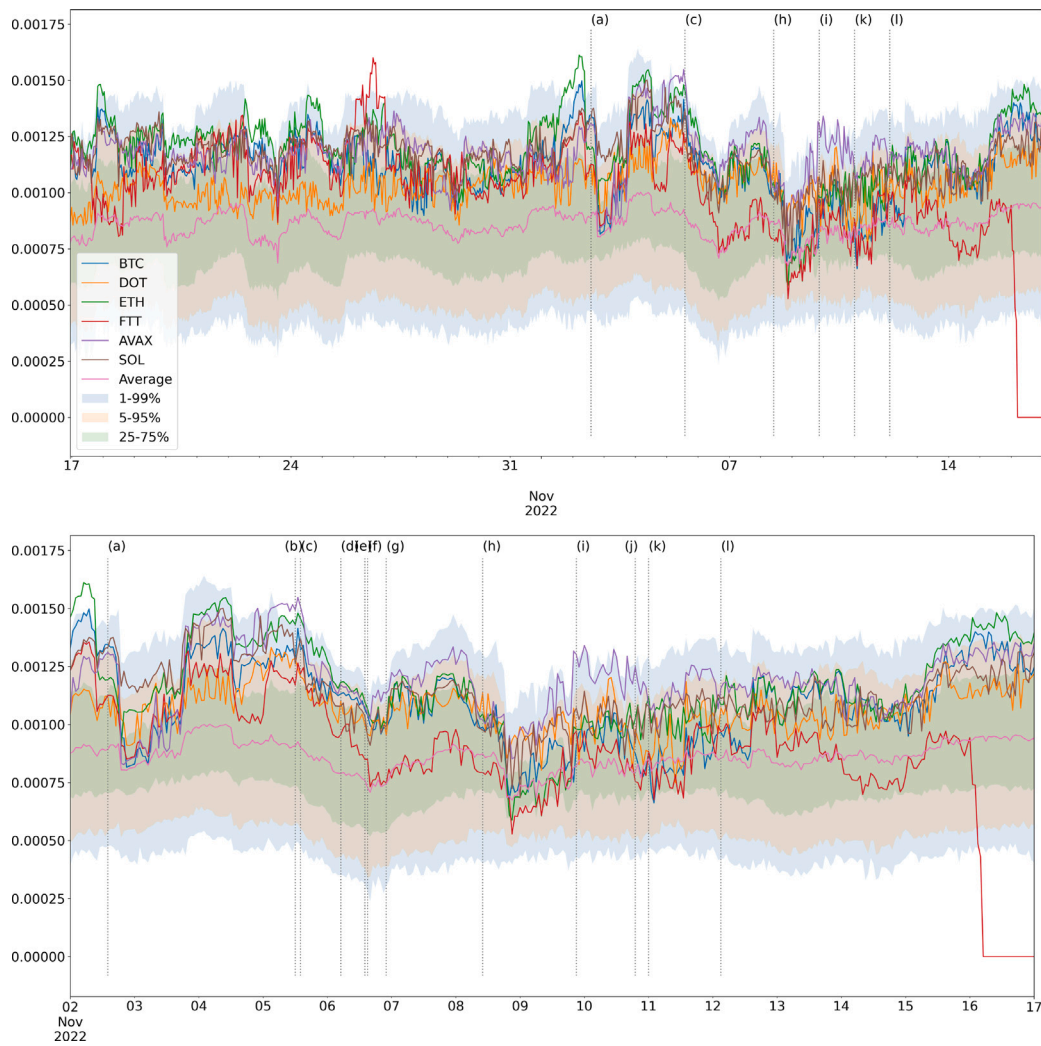 (a) (c) (h) (i) (k) (l)
0.00175
0.00150
0.00125
0.00100
0.00075
0.00050
0.00025
0.00000
BTC
DOT
ETH
FTT
AVAX
SOL
Average
1-99%
5-95%
25-75%
17 24 31 07 14
Nov
2022
(a) (b) (c) (d) (e) (f) (g) (h) (i) (j) (k) (l)
0.00175
0.00150
0.00125
0.00100
0.00075
0.00050
0.00025
0.00000
02 03 04 05 06 07 08 09 10 11 12 13 14 15 16 17
Nov
2022